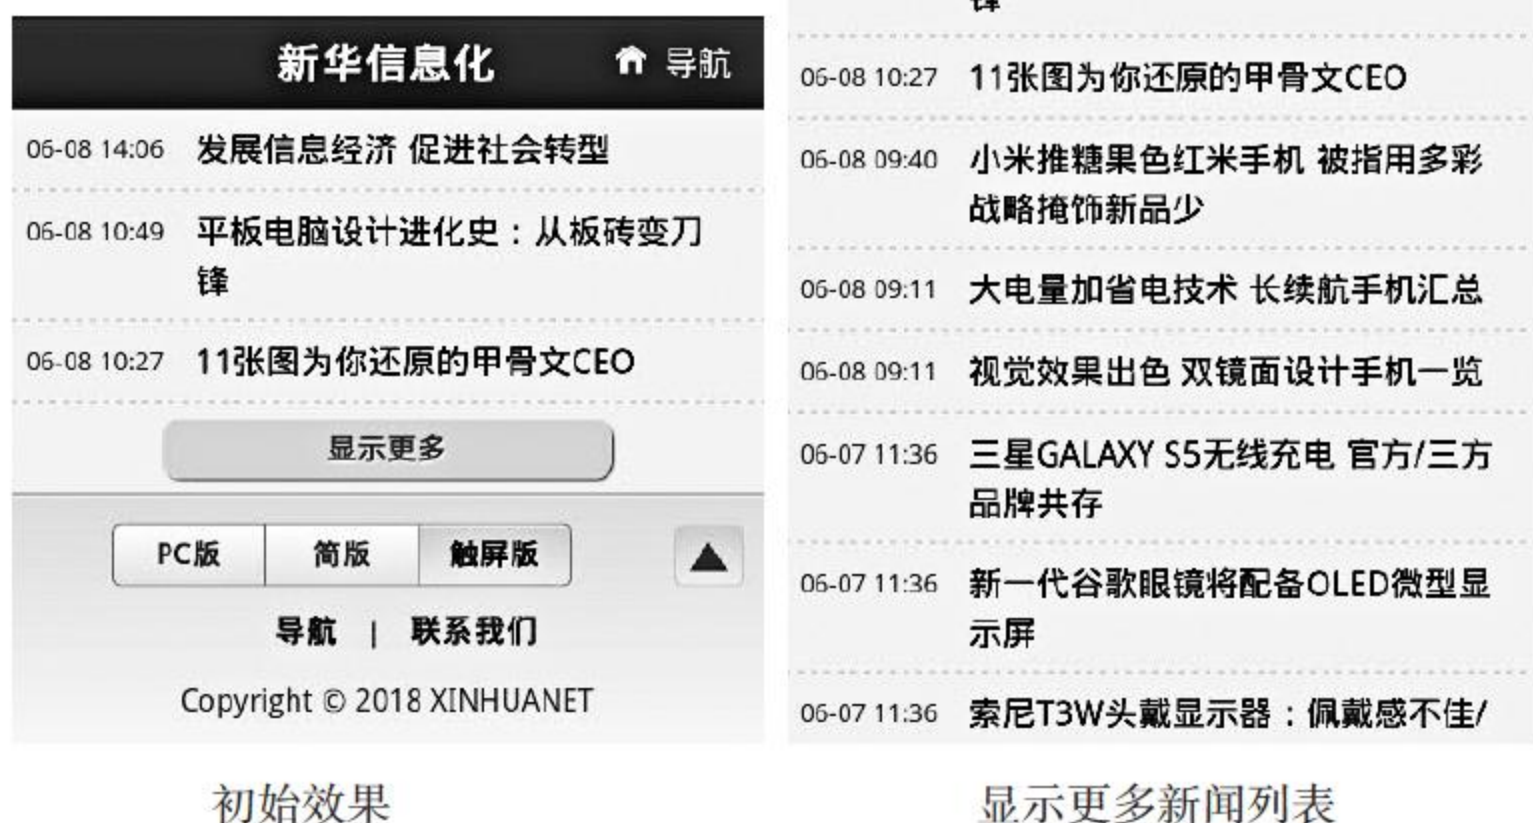 新华信息化 导航
06-08 14:06 发展信息经济 促进社会转型
06-08 10:49 平板电脑设计进化史：从板砖变刀
锋
06-08 10:27 11张图为你还原的甲骨文CEO
显示更多
PC版 简版 触屏版
导航 | 联系我们
Copyright © 2018 XINHUANET
初始效果
锋
06-08 10:27 11张图为你还原的甲骨文CEO
06-08 09:40 小米推糖果色红米手机 被指用多彩
战略掩饰新品少
06-08 09:11 大电量加省电技术 长续航手机汇总
06-08 09:11 视觉效果出色 双镜面设计手机一览
06-07 11:36 三星GALAXY S5无线充电 官方/三方
品牌共存
06-07 11:36 新一代谷歌眼镜将配备OLED微型显
示屏
06-07 11:36 索尼T3W头戴显示器：佩戴感不佳/
显示更多新闻列表